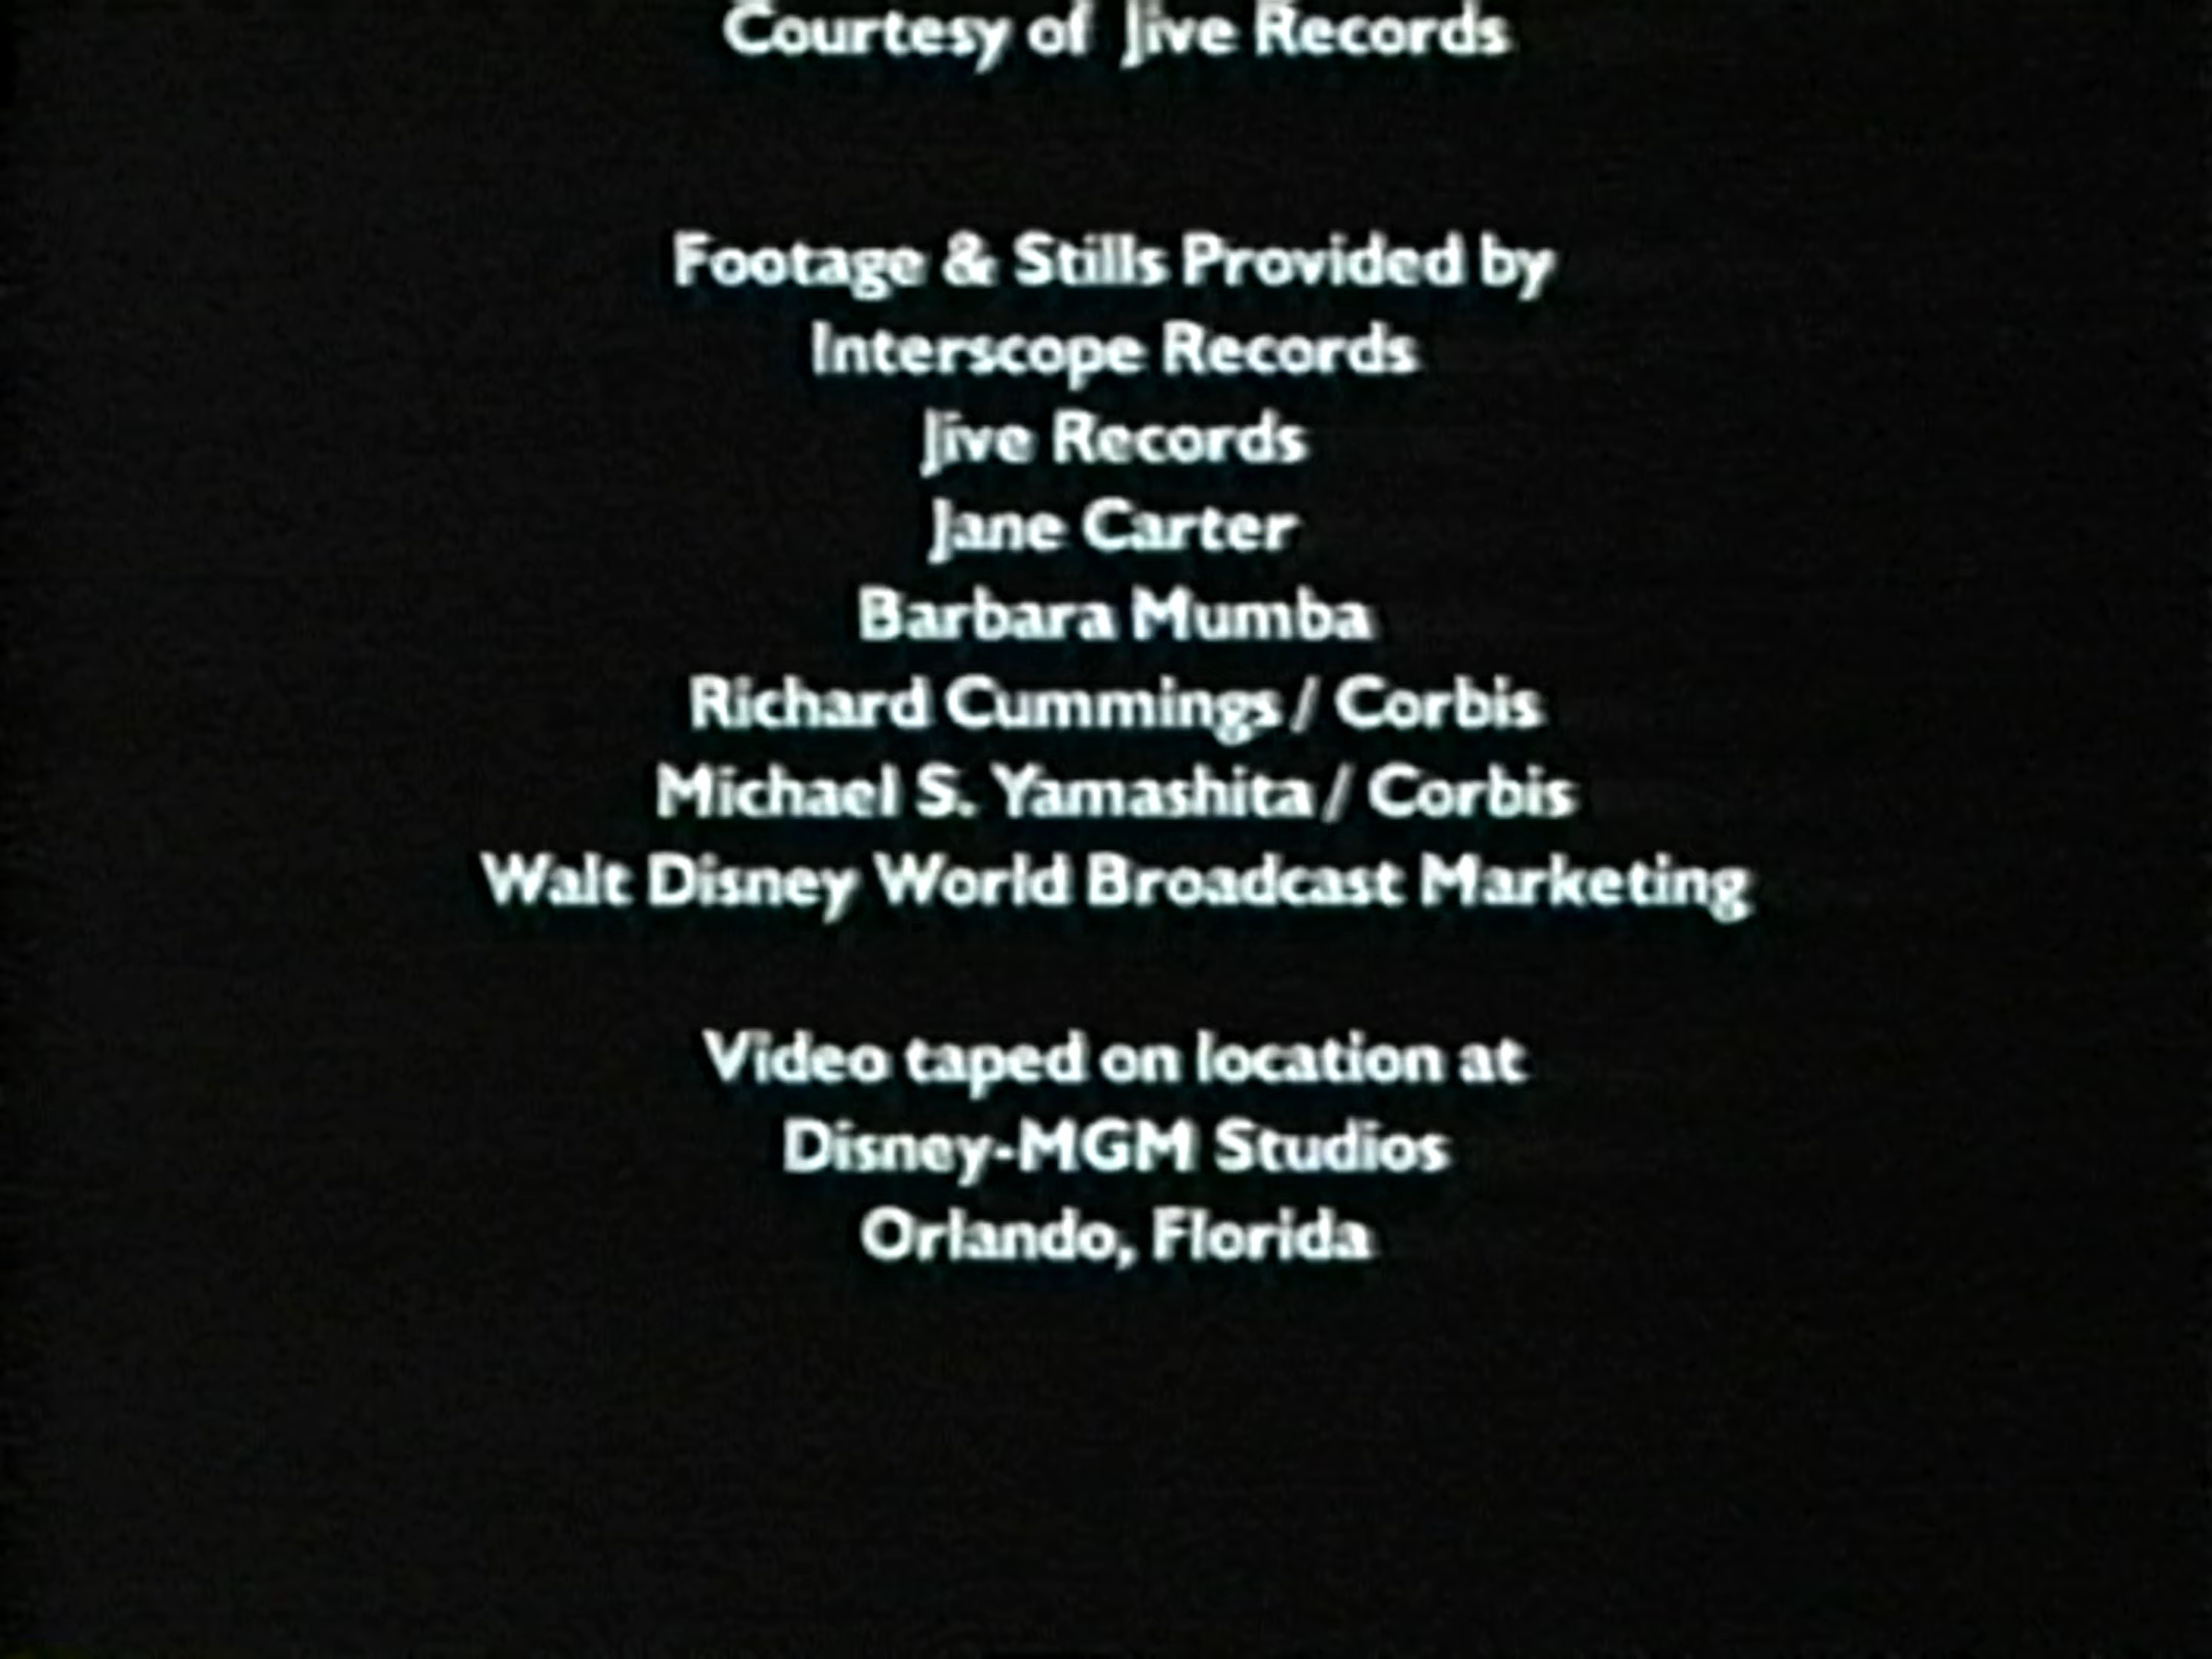 Courtesy of Jive Records
Footage & Stills Provided by
Interscope Records
Jive Records
Jane Carter
Barbara Mumba
Richard Cummings / Corbis
Michael S. Yamashita / Corbis
Walt Disney World Broadcast Marketing
Video taped on location at
Disney-MGM Studios
Orlando, Florida